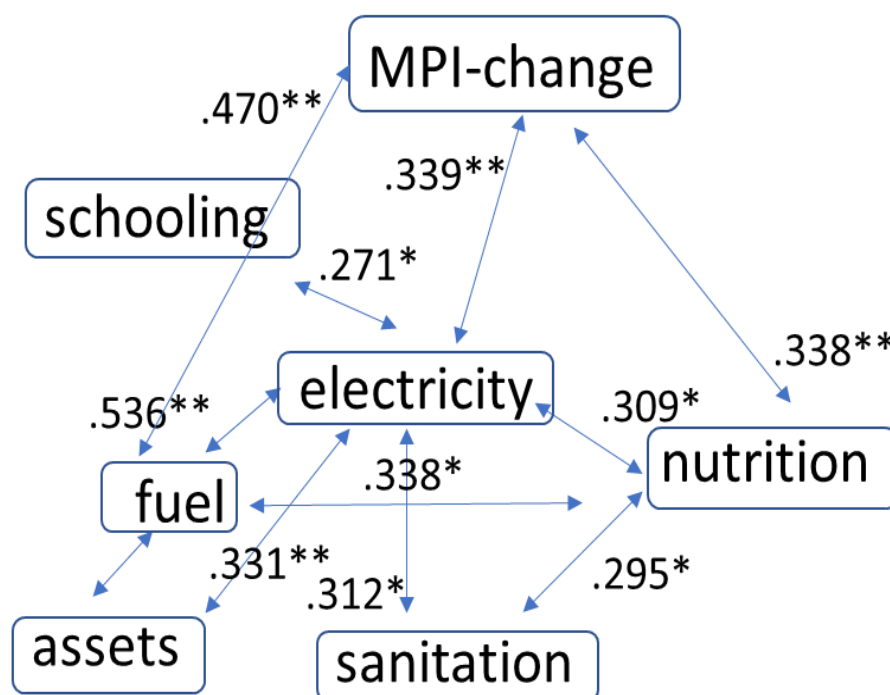 MPI-change
.470**
.339**
schooling
.271*
.338**
electricity
.536**
.309*
nutrition
fuel
.338*
.331**
.312*
.295*
assets
sanitation